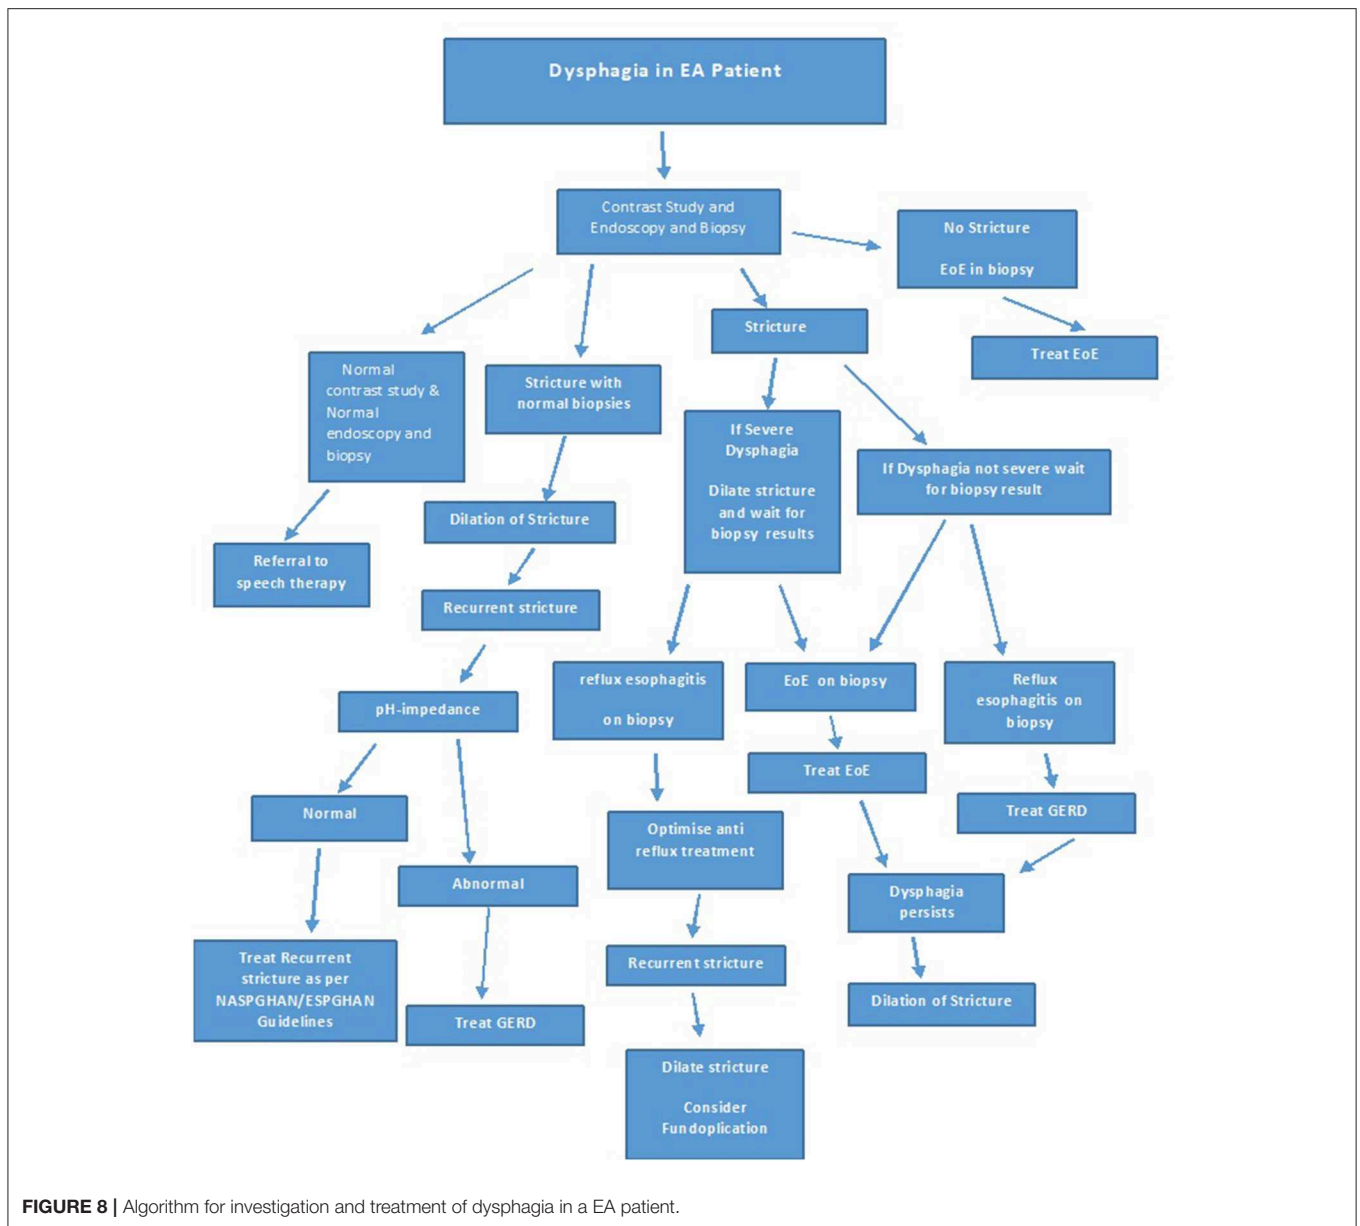 Dysphagia in EA Patient
Contrast Study and
Endoscopy and Biopsy
No Stricture
EoE in biopsy
Stricture
Treat EoE
Normal
contrast study &
Normal
endoscopy and
biopsy
Stricture with
normal biopsies
If Severe
Dysphagia
Dilate stricture
and wait for
biopsy results
If Dysphagia not severe wait
for biopsy result
Dilation of Stricture
Referral to
speech therapy
Recurrent stricture
reflux esophagitis
on biopsy
EoE on biopsy
Reflux
esophagitis on
biopsy
pH-impedance
Treat EoE
Normal
Optimise anti
reflux treatment
Treat GERD
Abnormal
Dysphagia
persists
Treat Recurrent
stricture as per
NASPGHAN/ESPGHAN
Guidelines
Recurrent stricture
Dilation of Stricture
Treat GERD
Dilate stricture
Consider
Fundoplication
FIGURE 8 | Algorithm for investigation and treatment of dysphagia in a EA patient.